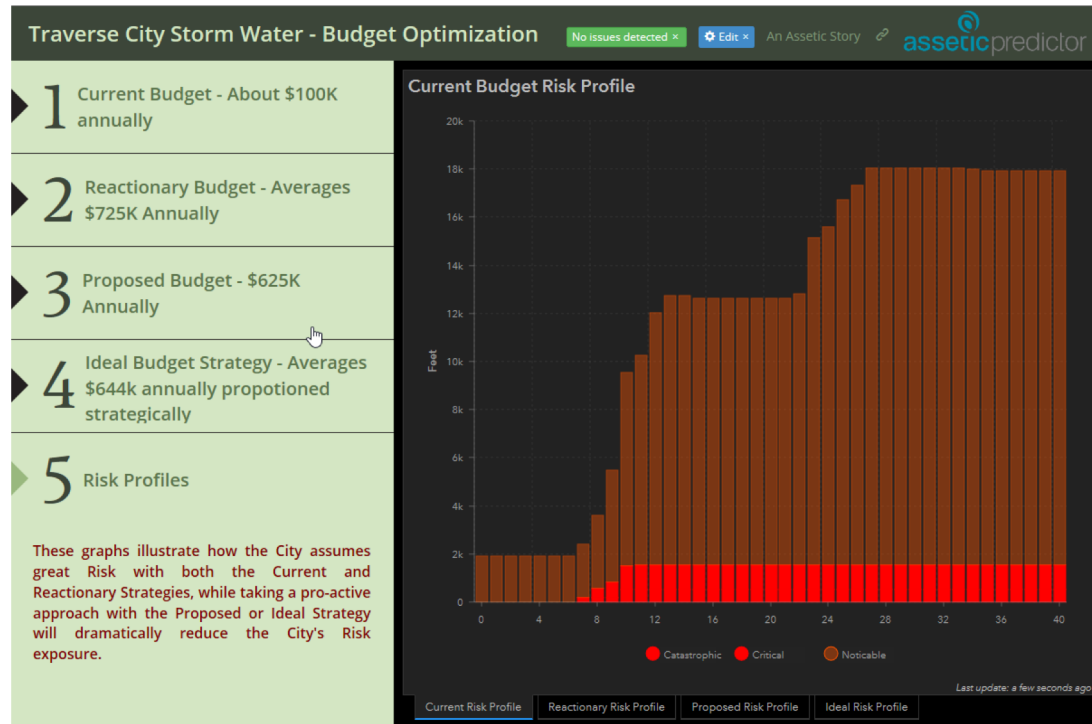 Traverse City Storm Water - Budget Optimization
No issues detected ×
Edit ×
An Assetic Story
asseticpredictor
1
Current Budget - About $100K
annually
2
Reactionary Budget - Averages
$725K Annually
3
Proposed Budget - $625K
Annually
4
Ideal Budget Strategy - Averages
$644k annually propotioned
strategically
5
Risk Profiles
These graphs illustrate how the City assumes
great Risk with both the Current and
Reactionary Strategies, while taking a pro-active
approach with the Proposed or Ideal Strategy
will dramatically reduce the City's Risk
exposure.
Current Budget Risk Profile
20k
18k
16k
14k
12k
10k
8k
6k
4k
2k
0
Feet
0 4 8 12 16 20 24 28 32 36 40
Catastrophic Critical Noticable
Last update: a few seconds ago
Current Risk Profile Reactionary Risk Profile Proposed Risk Profile Ideal Risk Profile